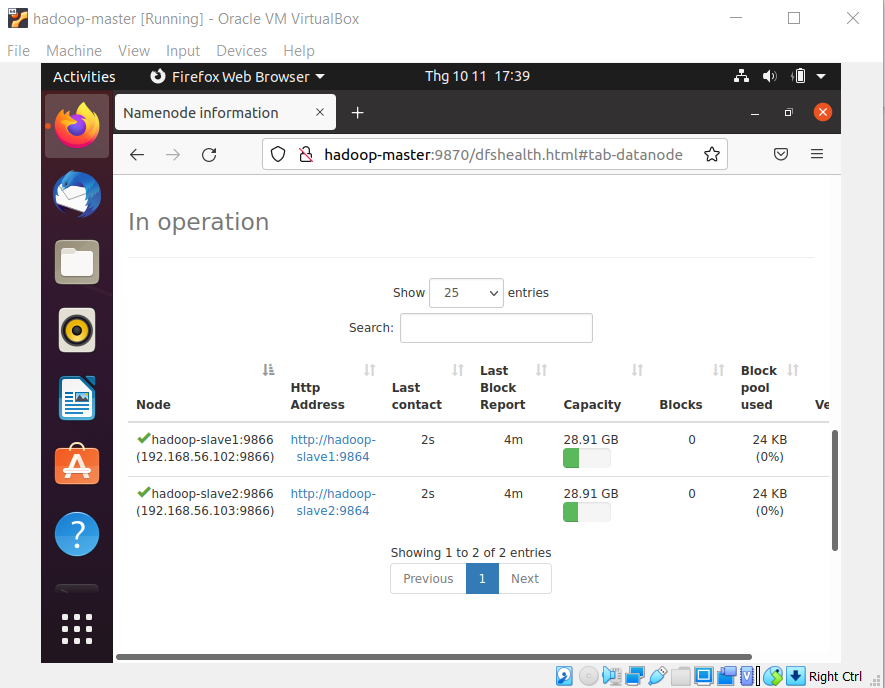 hadoop-master [Running] - Oracle VM VirtualBox
File Machine View Input Devices Help
Activities Firefox Web Browser Thg 10 11 17:39
Namenode information
hadoop-master:9870/dfshealth.html#tab-datanode
In operation
Show 25 entries
Search:
Node Http Address Last contact Last Block Report Capacity Blocks Block pool used Ve
hadoop-slave1:9866 http://hadoop- 2s 4m 28.91 GB 0 24 KB
(192.168.56.102:9866) slave1:9864 (0%)
hadoop-slave2:9866 http://hadoop- 2s 4m 28.91 GB 0 24 KB
(192.168.56.103:9866) slave2:9864 (0%)
Showing 1 to 2 of 2 entries
Previous 1 Next
Right Ctrl